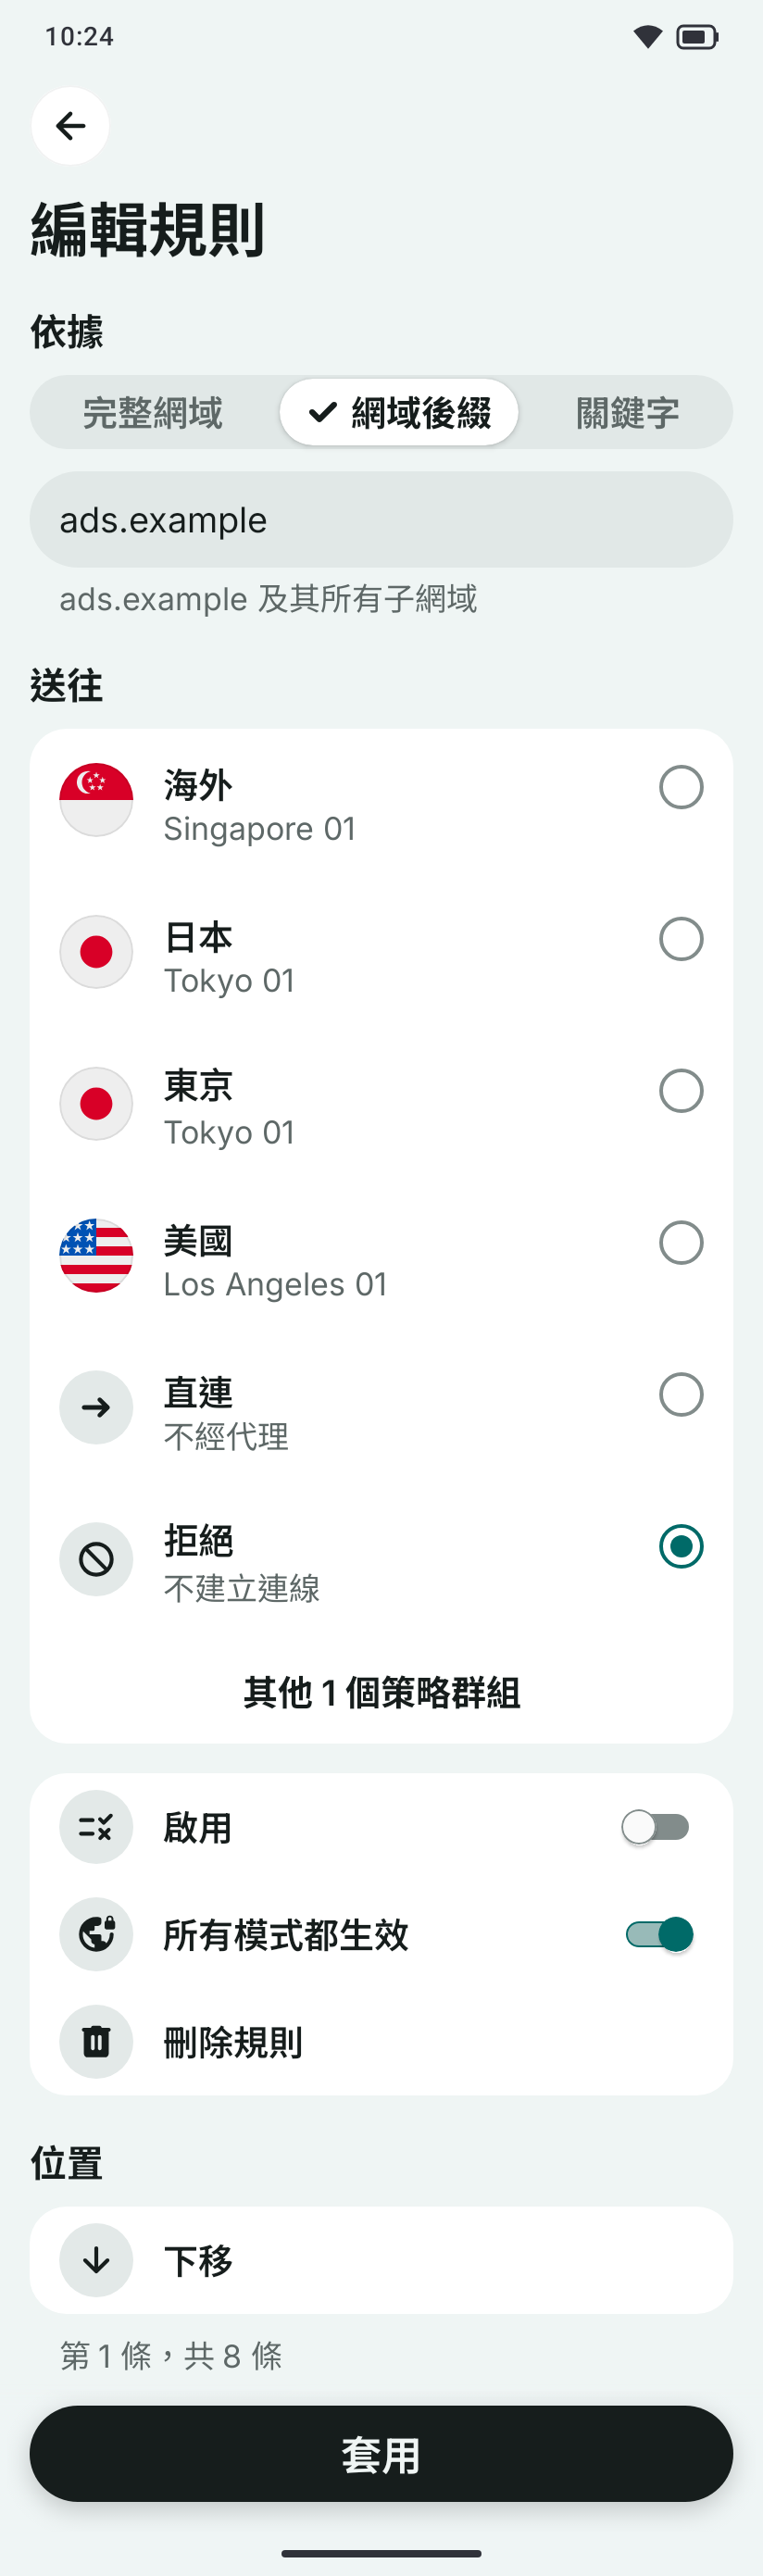 10:24
編輯規則
依據
完整網域
網域後綴
關鍵字
ads.example
ads.example 及其所有子網域
送往
海外
Singapore 01
日本
Tokyo 01
東京
Tokyo 01
美國
Los Angeles 01
直連
不經代理
拒絕
不建立連線
其他 1 個策略群組
啟用
所有模式都生效
刪除規則
位置
下移
第 1 條，共 8 條
套用